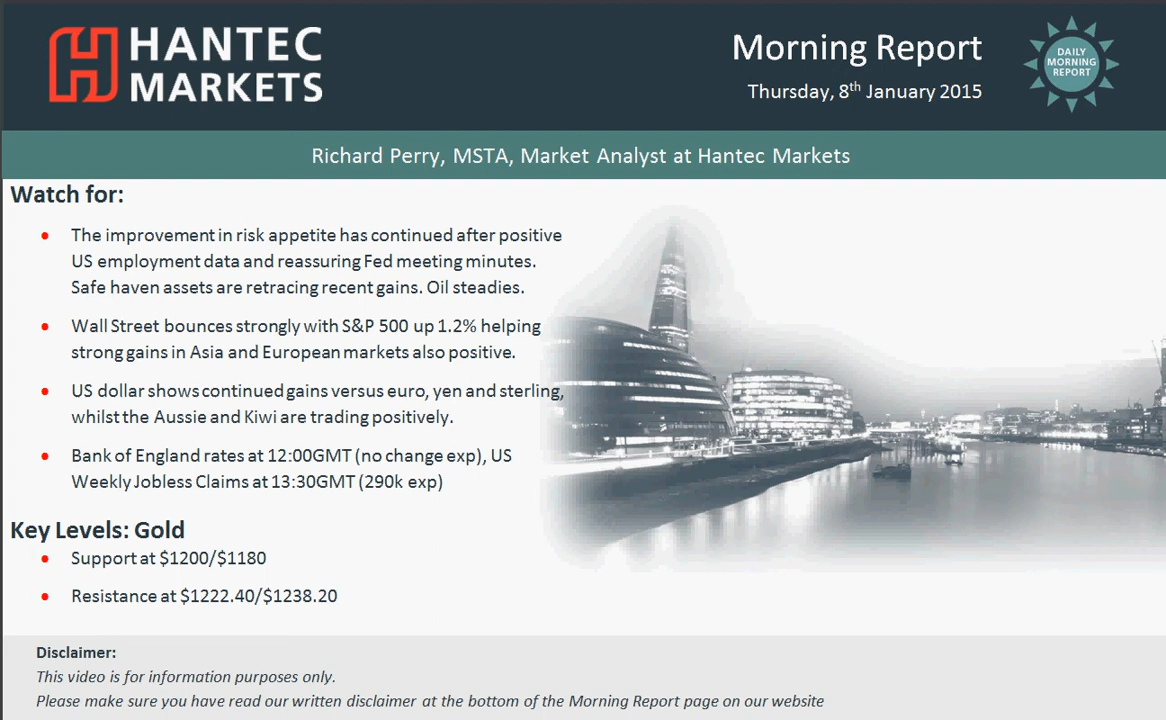 HANTEC
MARKETS
Morning Report
Thursday, 8th January 2015
DAILY
MORNING
REPORT
Richard Perry, MSTA, Market Analyst at Hantec Markets
Watch for:
The improvement in risk appetite has continued after positive
US employment data and reassuring Fed meeting minutes.
Safe haven assets are retracing recent gains. Oil steadies.
Wall Street bounces strongly with S&P 500 up 1.2% helping
strong gains in Asia and European markets also positive.
US dollar shows continued gains versus euro, yen and sterling,
whilst the Aussie and Kiwi are trading positively.
Bank of England rates at 12:00GMT (no change exp), US
Weekly Jobless Claims at 13:30GMT (290k exp)
Key Levels: Gold
Support at $1200/$1180
Resistance at $1222.40/$1238.20
Disclaimer:
This video is for information purposes only.
Please make sure you have read our written disclaimer at the bottom of the Morning Report page on our website